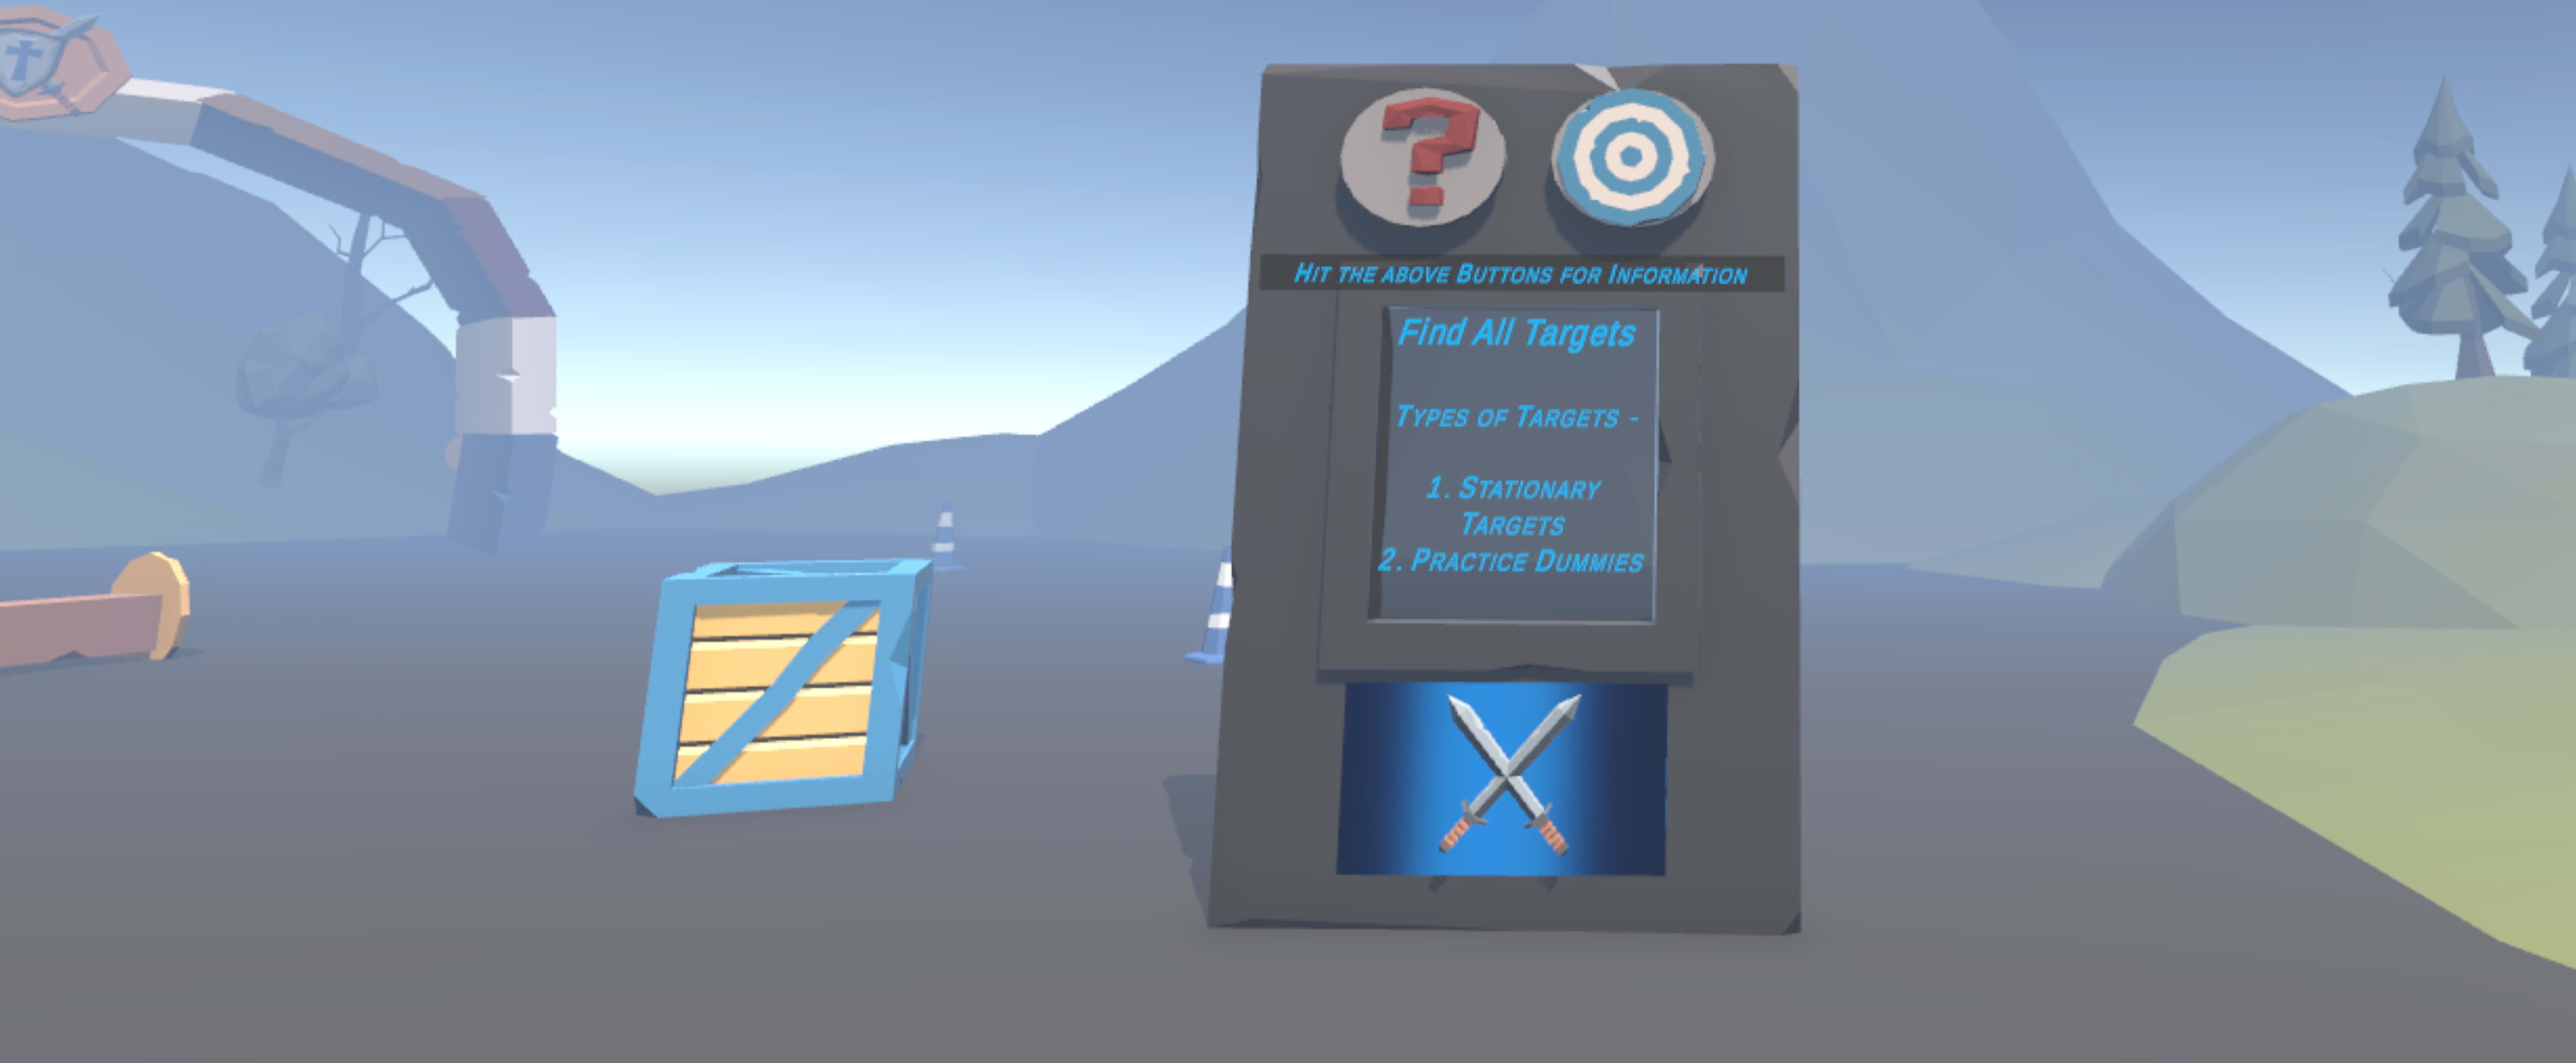 Hit the above Buttons for Information
Find All Targets
Types of Targets -
1. Stationary
Targets
2. Practice Dummies